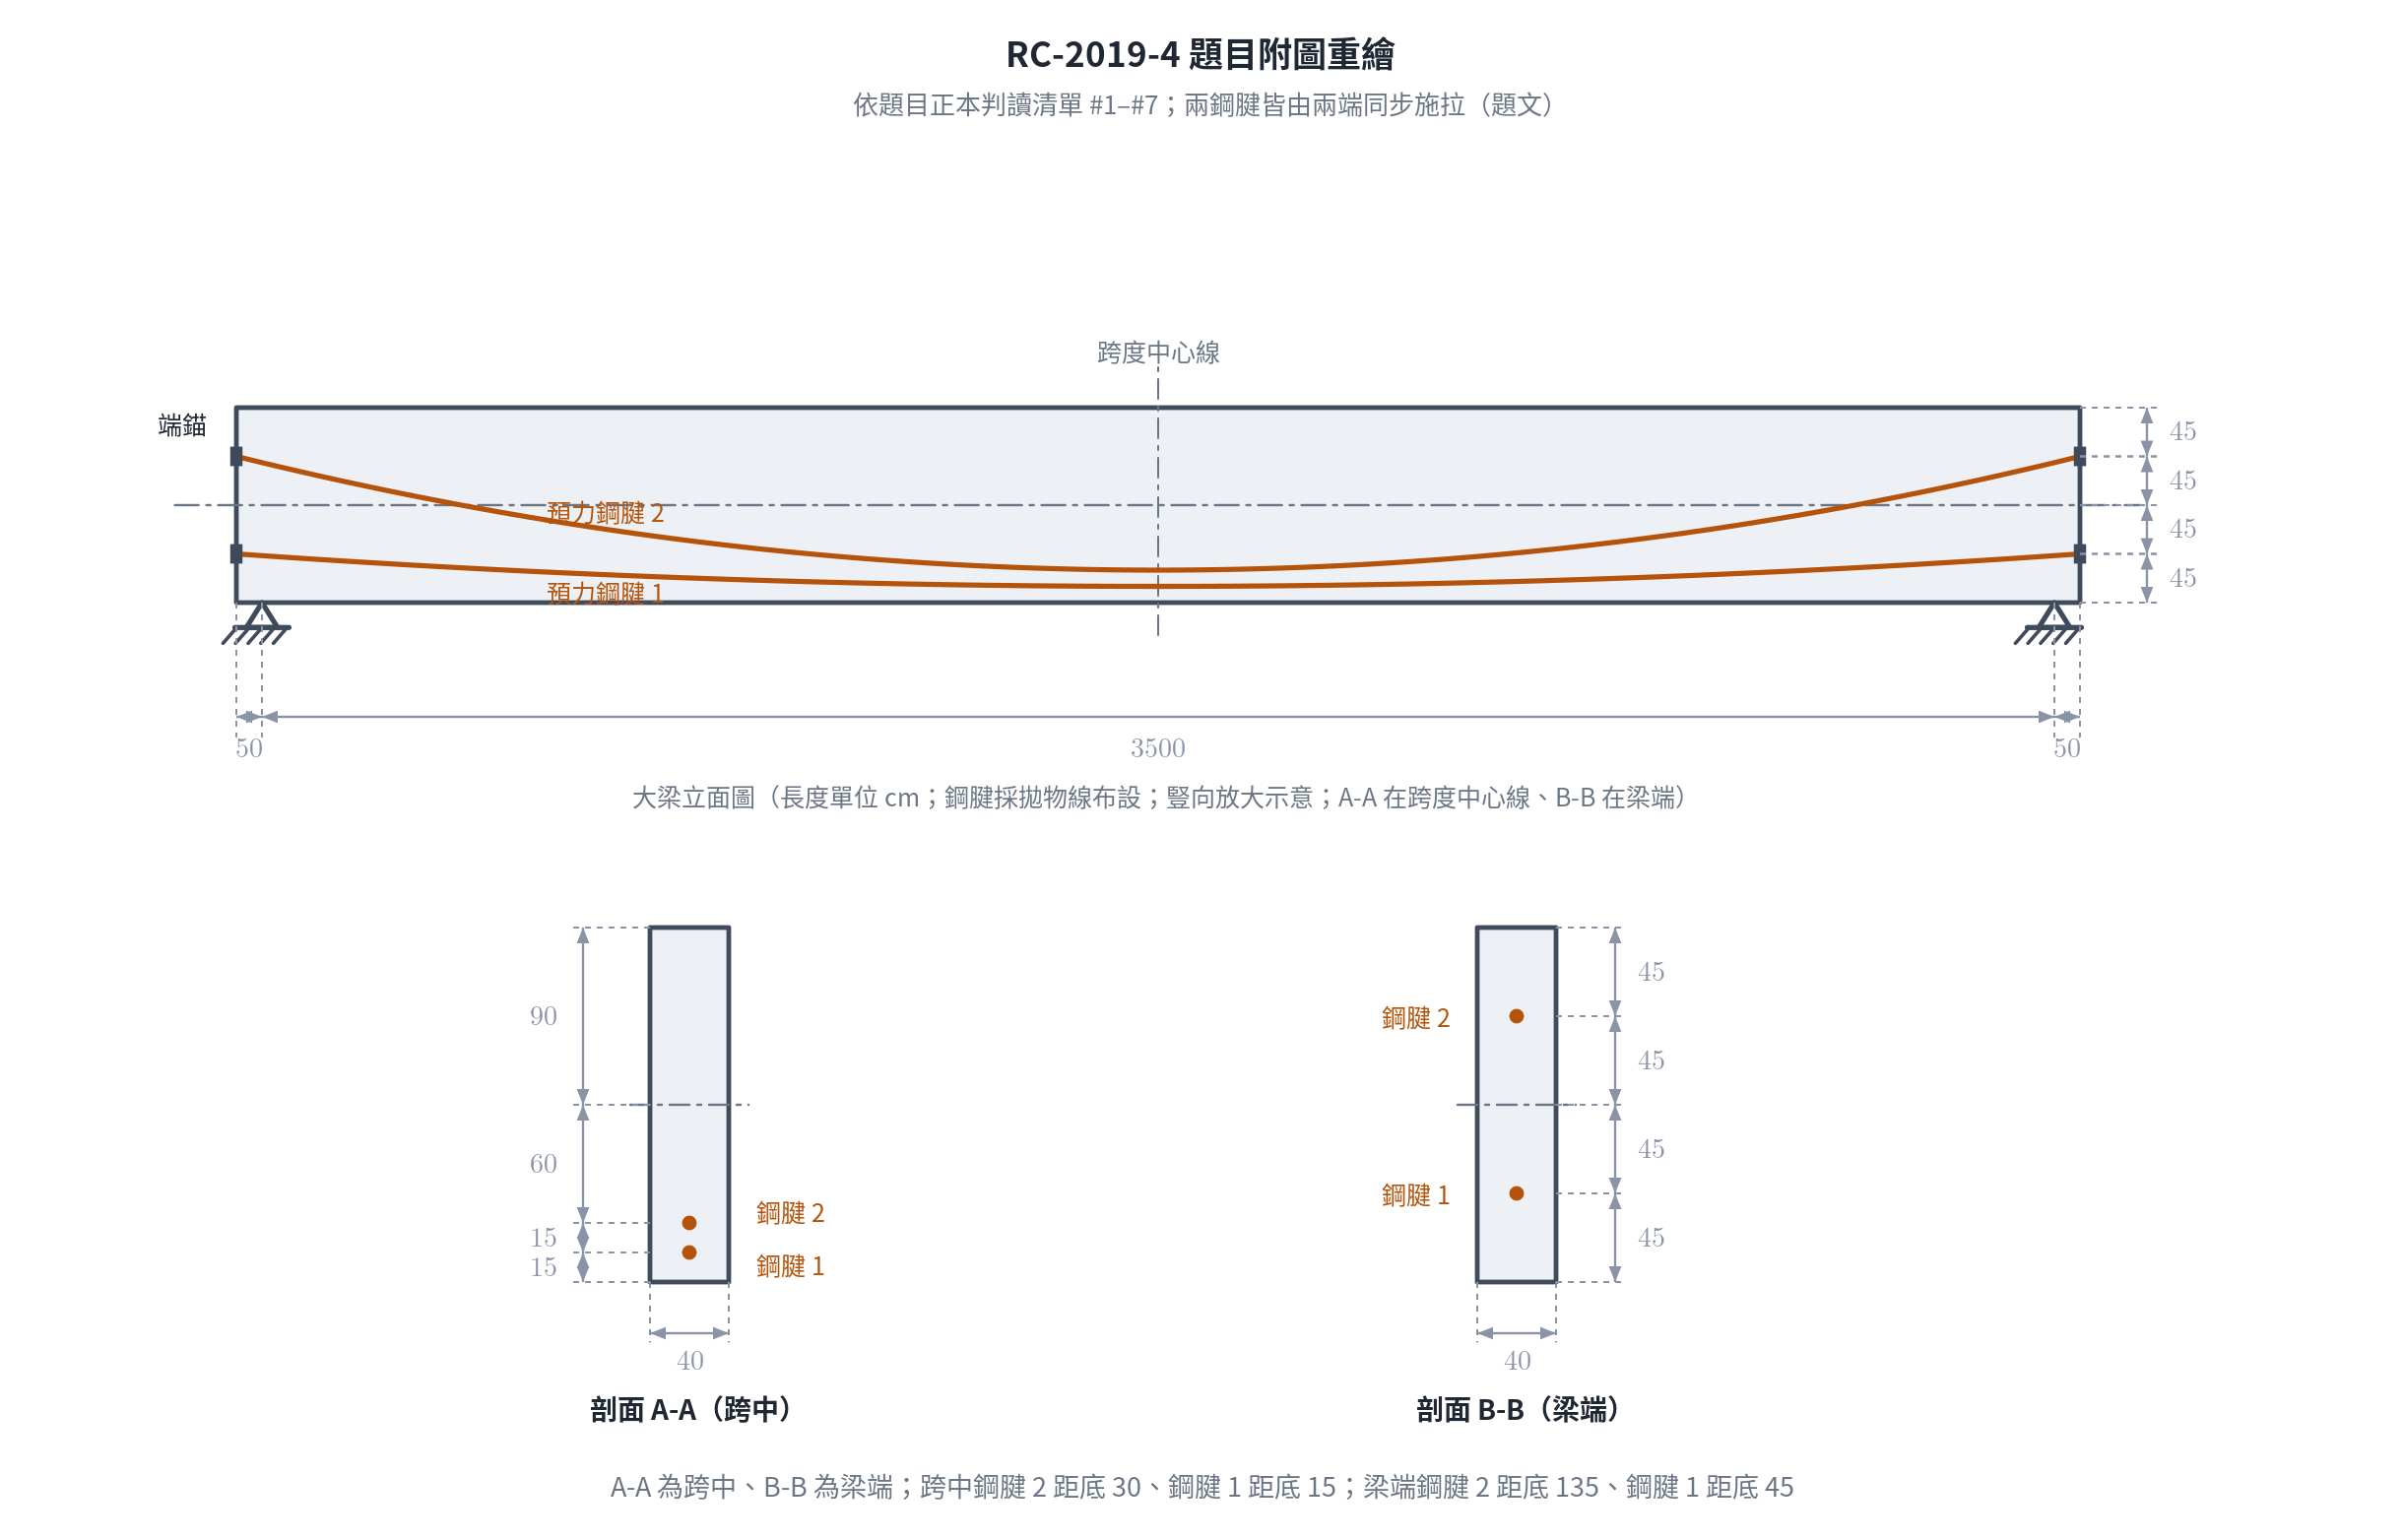 RC-2019-4 題目附圖重繪
依題目正本判讀清單 #1–#7；兩鋼腱皆由兩端同步施拉（題文）
跨度中心線
端錨
45
45
預力鋼腱 2
45
預力鋼腱 1
45
50
3500
50
大梁立面圖（長度單位 cm；鋼腱採拋物線布設；豎向放大示意；A-A 在跨度中心線、B-B 在梁端）
90
60
15
15
鋼腱 2
鋼腱 1
40
剖面 A-A（跨中）
鋼腱 2
鋼腱 1
45
45
45
45
40
剖面 B-B（梁端）
A-A 為跨中、B-B 為梁端；跨中鋼腱 2 距底 30、鋼腱 1 距底 15；梁端鋼腱 2 距底 135、鋼腱 1 距底 45